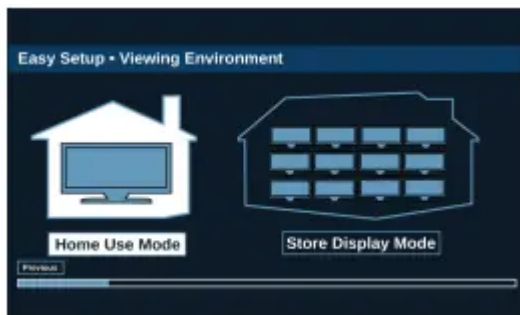 Easy Setup • Viewing Environment
Home Use Mode
Store Display Mode
Previous